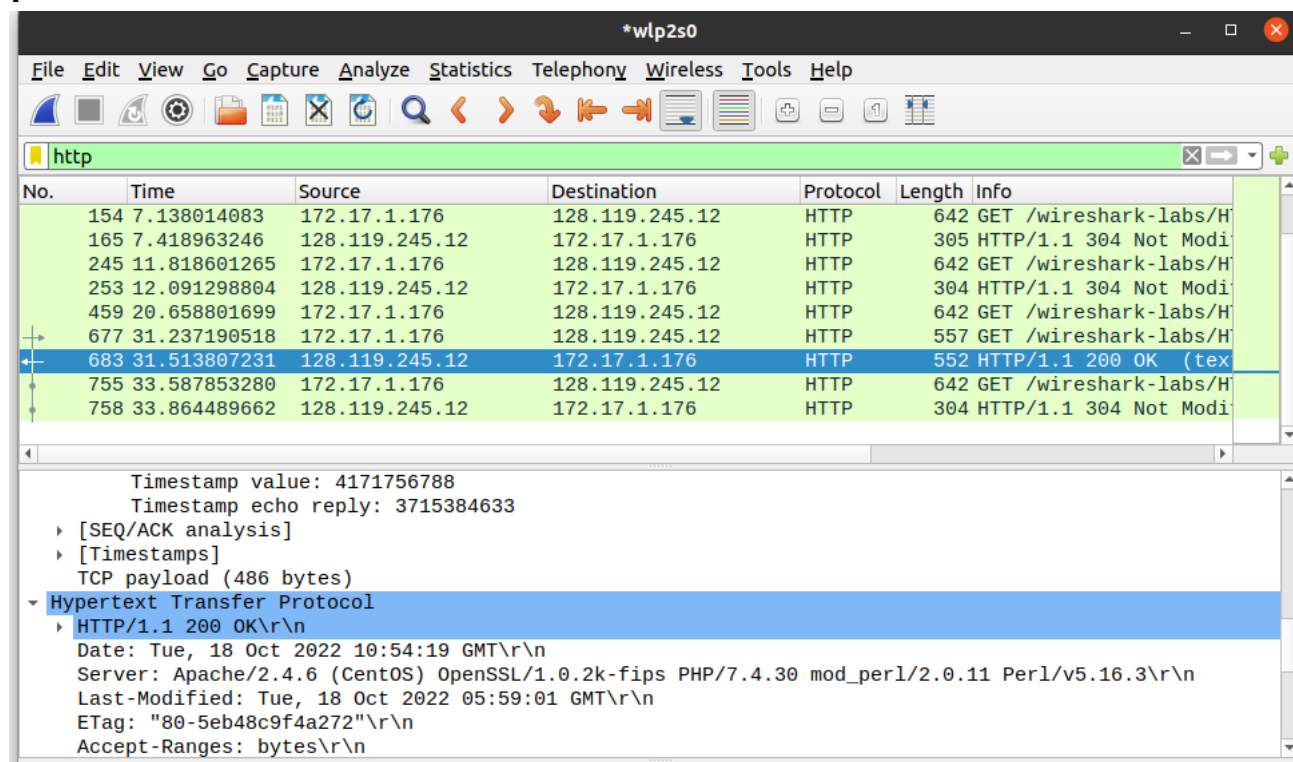 *wlp2s0
File Edit View Go Capture Analyze Statistics Telephony Wireless Tools Help
http
No. Time Source Destination Protocol Length Info
154 7.138014083 172.17.1.176 128.119.245.12 HTTP 642 GET /wireshark-labs/H
165 7.418963246 128.119.245.12 172.17.1.176 HTTP 305 HTTP/1.1 304 Not Modi
245 11.818601265 172.17.1.176 128.119.245.12 HTTP 642 GET /wireshark-labs/H
253 12.091298804 128.119.245.12 172.17.1.176 HTTP 304 HTTP/1.1 304 Not Modi
459 20.658801699 172.17.1.176 128.119.245.12 HTTP 642 GET /wireshark-labs/H
677 31.237190518 172.17.1.176 128.119.245.12 HTTP 557 GET /wireshark-labs/H
683 31.513807231 128.119.245.12 172.17.1.176 HTTP 552 HTTP/1.1 200 OK (tex
755 33.587853280 172.17.1.176 128.119.245.12 HTTP 642 GET /wireshark-labs/H
758 33.864489662 128.119.245.12 172.17.1.176 HTTP 304 HTTP/1.1 304 Not Modi
Timestamp value: 4171756788
Timestamp echo reply: 3715384633
[SEQ/ACK analysis]
[Timestamps]
TCP payload (486 bytes)
Hypertext Transfer Protocol
HTTP/1.1 200 OK\r\n
Date: Tue, 18 Oct 2022 10:54:19 GMT\r\n
Server: Apache/2.4.6 (CentOS) OpenSSL/1.0.2k-fips PHP/7.4.30 mod_perl/2.0.11 Perl/v5.16.3\r\n
Last-Modified: Tue, 18 Oct 2022 05:59:01 GMT\r\n
ETag: "80-5eb48c9f4a272"\r\n
Accept-Ranges: bytes\r\n